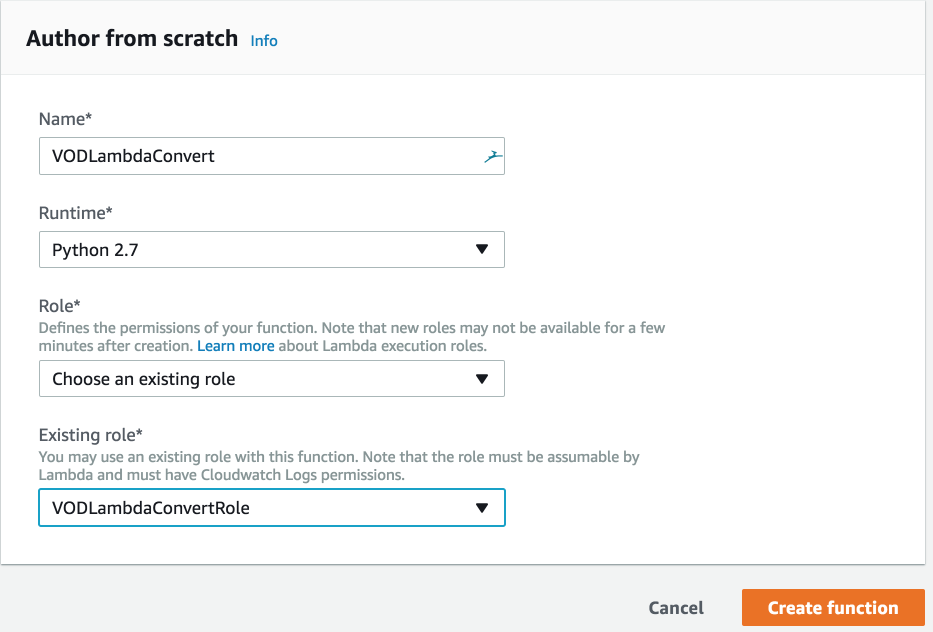 Author from scratch Info
Name*
VODLambdaConvert
Runtime*
Python 2.7
Role*
Defines the permissions of your function. Note that new roles may not be available for a few
minutes after creation. Learn more about Lambda execution roles.
Choose an existing role
Existing role*
You may use an existing role with this function. Note that the role must be assumable by
Lambda and must have Cloudwatch Logs permissions.
VODLambdaConvertRole
Cancel Create function